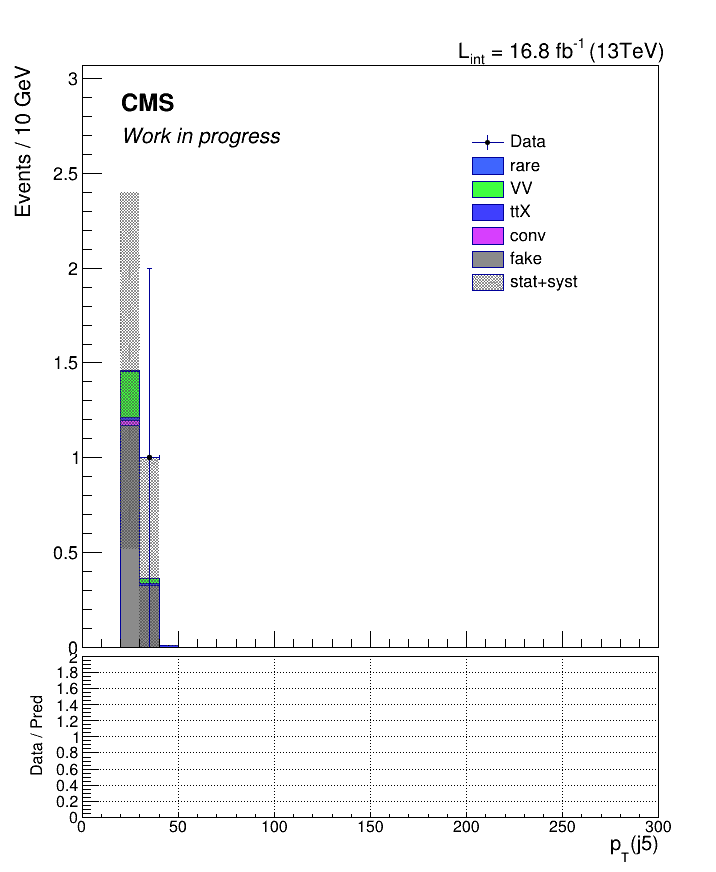 L_int = 16.8 fb^-1 (13TeV)
Events / 10 GeV
CMS
Work in progress
Data
rare
VV
ttX
conv
fake
stat+syst
3
2.5
2
1.5
1
0.5
0
Data / Pred
2
1.8
1.6
1.4
1.2
1
0.8
0.6
0.4
0.2
0
0 50 100 150 200 250 300
p_T(j5)